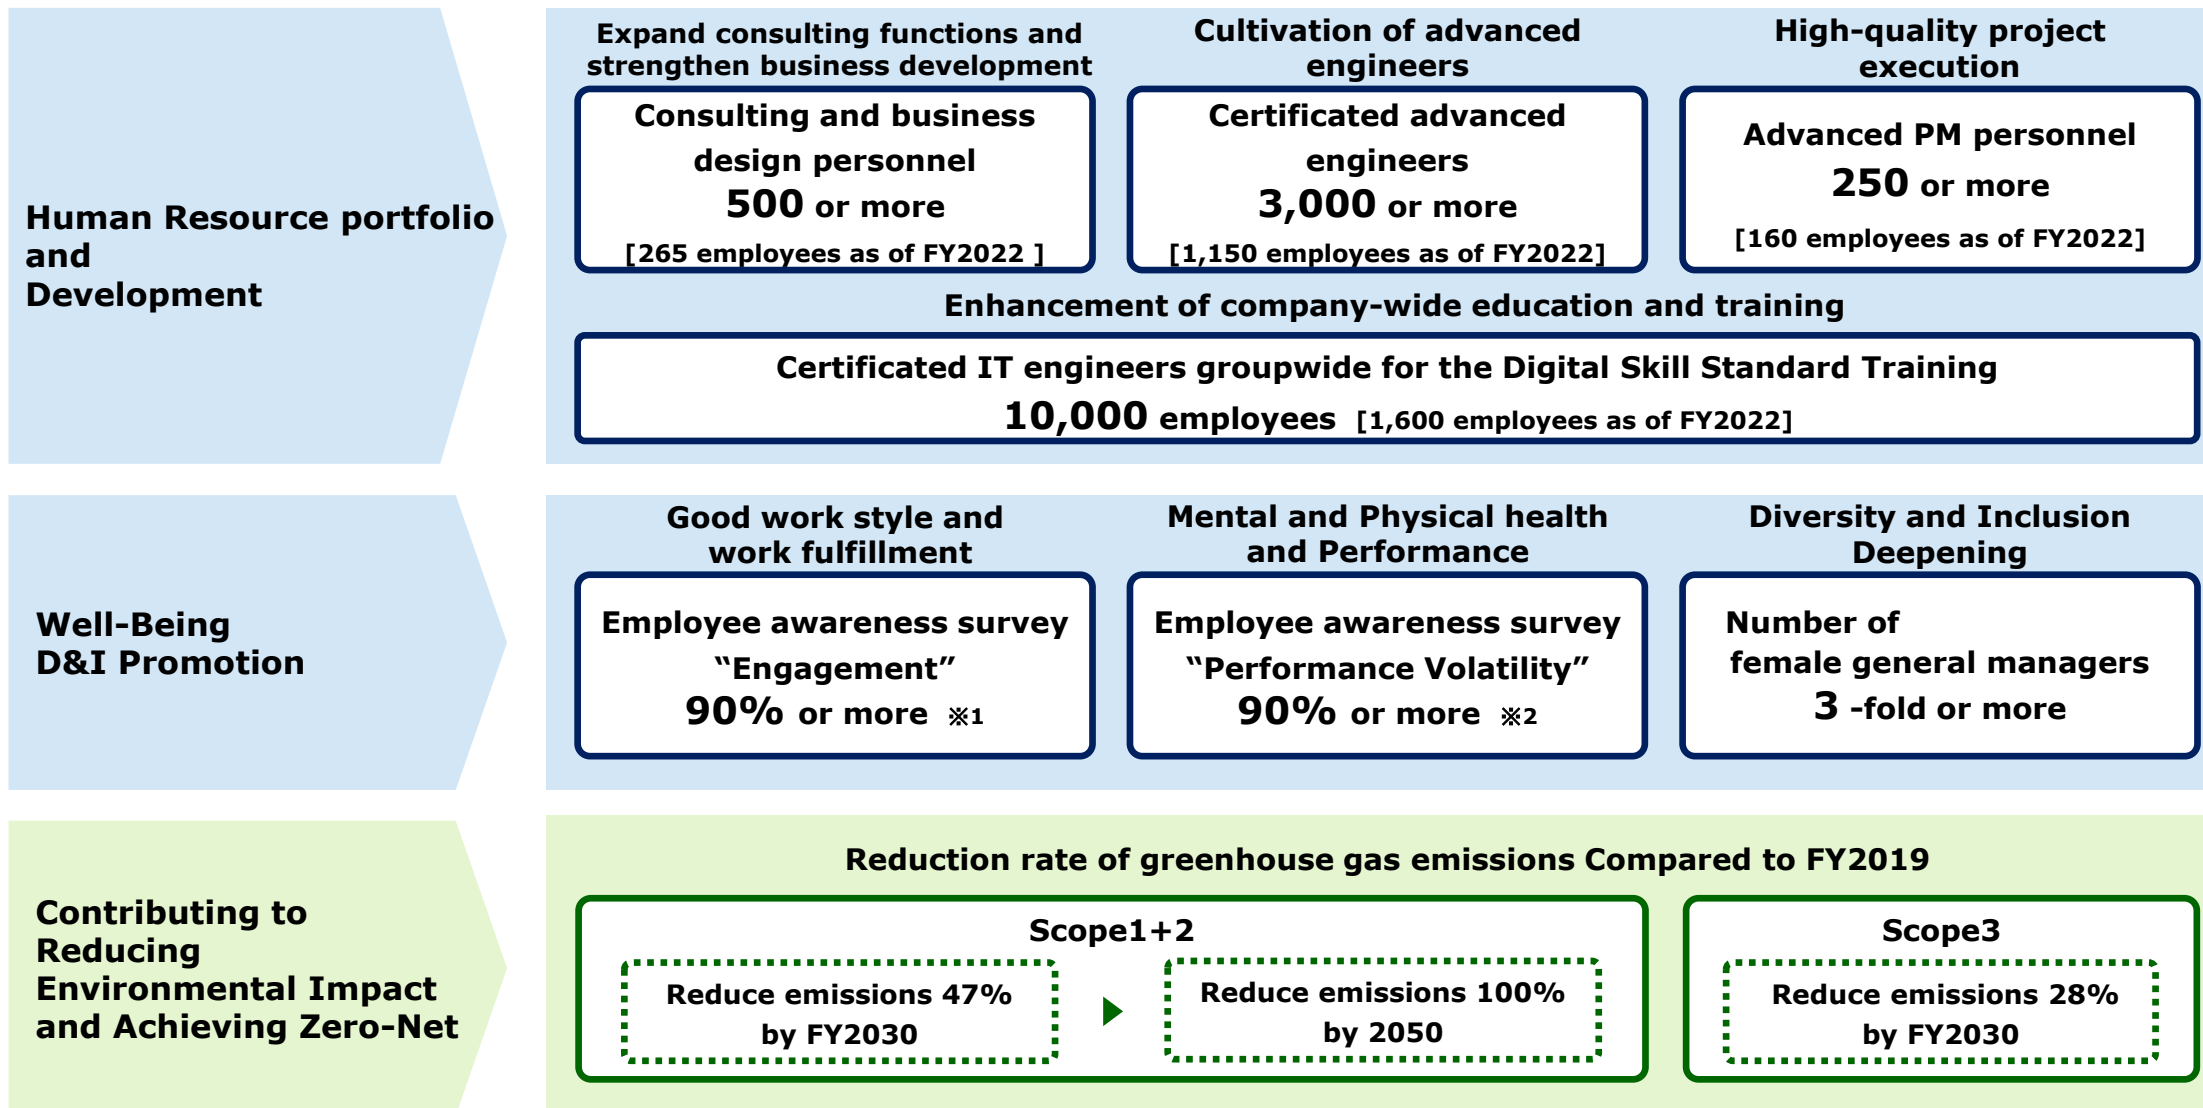 Human Resource portfolio
and
Development
Expand consulting functions and
strengthen business development
Consulting and business
design personnel
500 or more
[265 employees as of FY2022 ]
Cultivation of advanced
engineers
Certificated advanced
engineers
3,000 or more
[1,150 employees as of FY2022]
High-quality project
execution
Advanced PM personnel
250 or more
[160 employees as of FY2022]
Enhancement of company-wide education and training
Certificated IT engineers groupwide for the Digital Skill Standard Training
10,000 employees [1,600 employees as of FY2022]
Well-Being
D&I Promotion
Good work style and
work fulfillment
Employee awareness survey
“Engagement”
90% or more ※1
Mental and Physical health
and Performance
Employee awareness survey
“Performance Volatility”
90% or more ※2
Diversity and Inclusion
Deepening
Number of
female general managers
3 -fold or more
Contributing to
Reducing
Environmental Impact
and Achieving Zero-Net
Reduction rate of greenhouse gas emissions Compared to FY2019
Scope1+2
Reduce emissions 47%
by FY2030
Reduce emissions 100%
by 2050
Scope3
Reduce emissions 28%
by FY2030